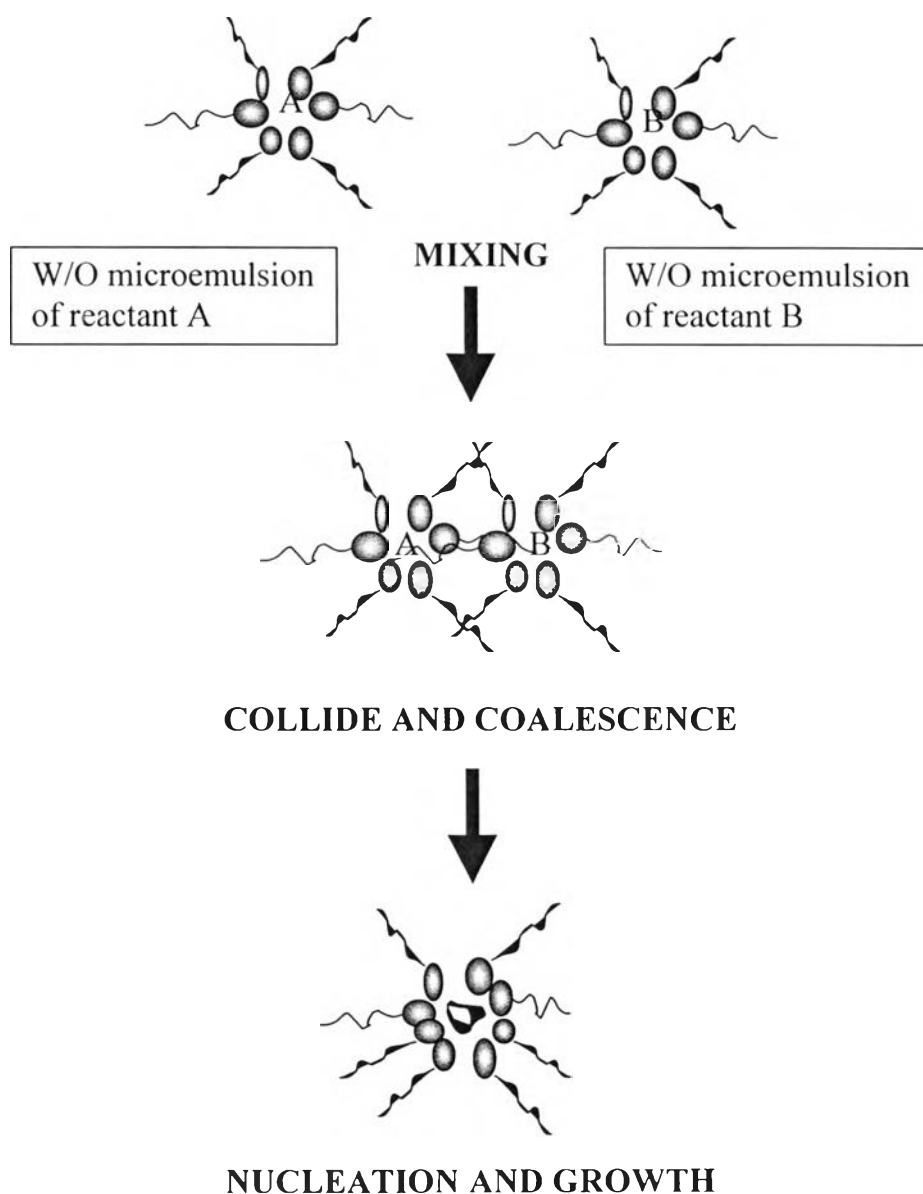 A
B
W/O microemulsion
of reactant A
MIXING
W/O microemulsion
of reactant B
A
B
COLLIDE AND COALESCENCE
NUCLEATION AND GROWTH